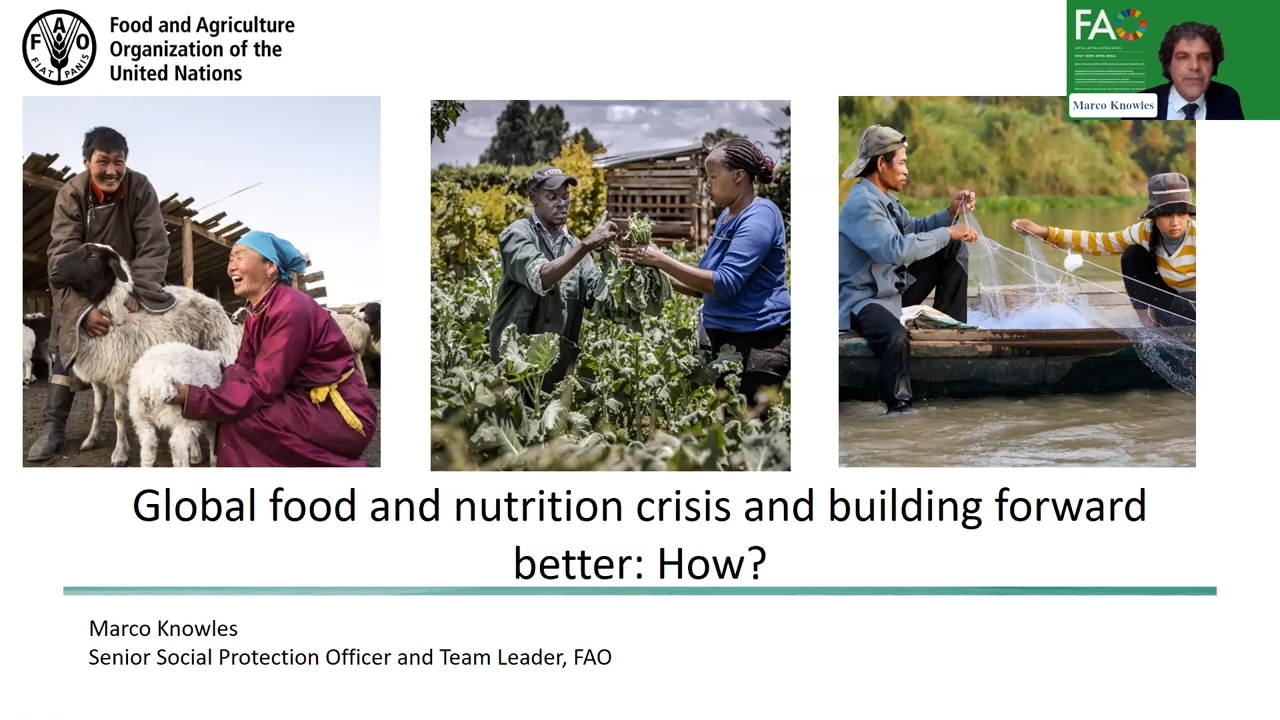 F A O
FIAT PANIS
Food and Agriculture
Organization of the
United Nations
FAO
Marco Knowles
Global food and nutrition crisis and building forward
better: How?
Marco Knowles
Senior Social Protection Officer and Team Leader, FAO